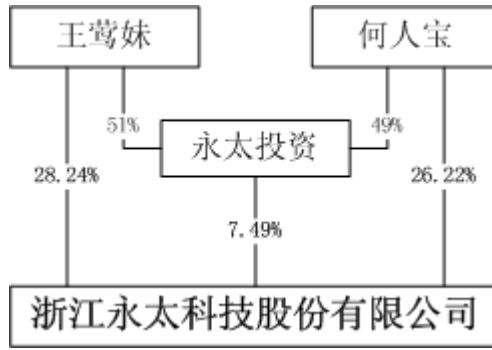 王莺妹
何人宝
51%
49%
永太投资
28.24%
26.22%
7.49%
浙江永太科技股份有限公司